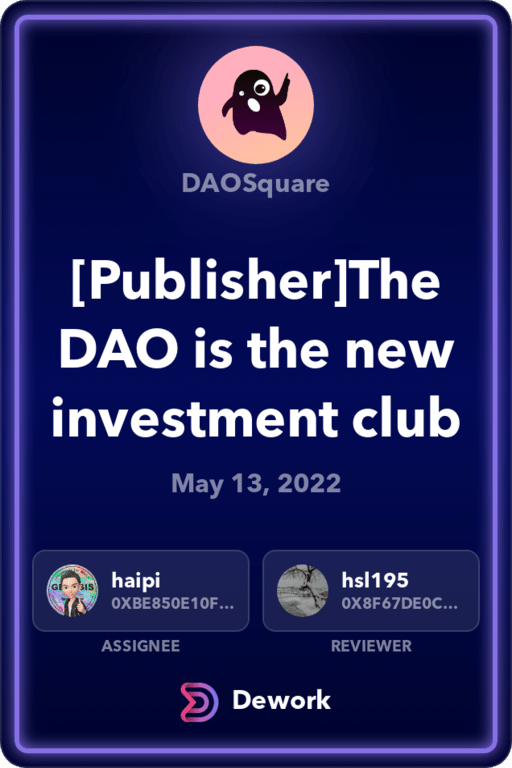 DAOSquare
[Publisher]The
DAO is the new
investment club
May 13, 2022
haipi
0XBE850E10F...
ASSIGNEE
hsl195
0X8F67DE0C...
REVIEWER
Dework